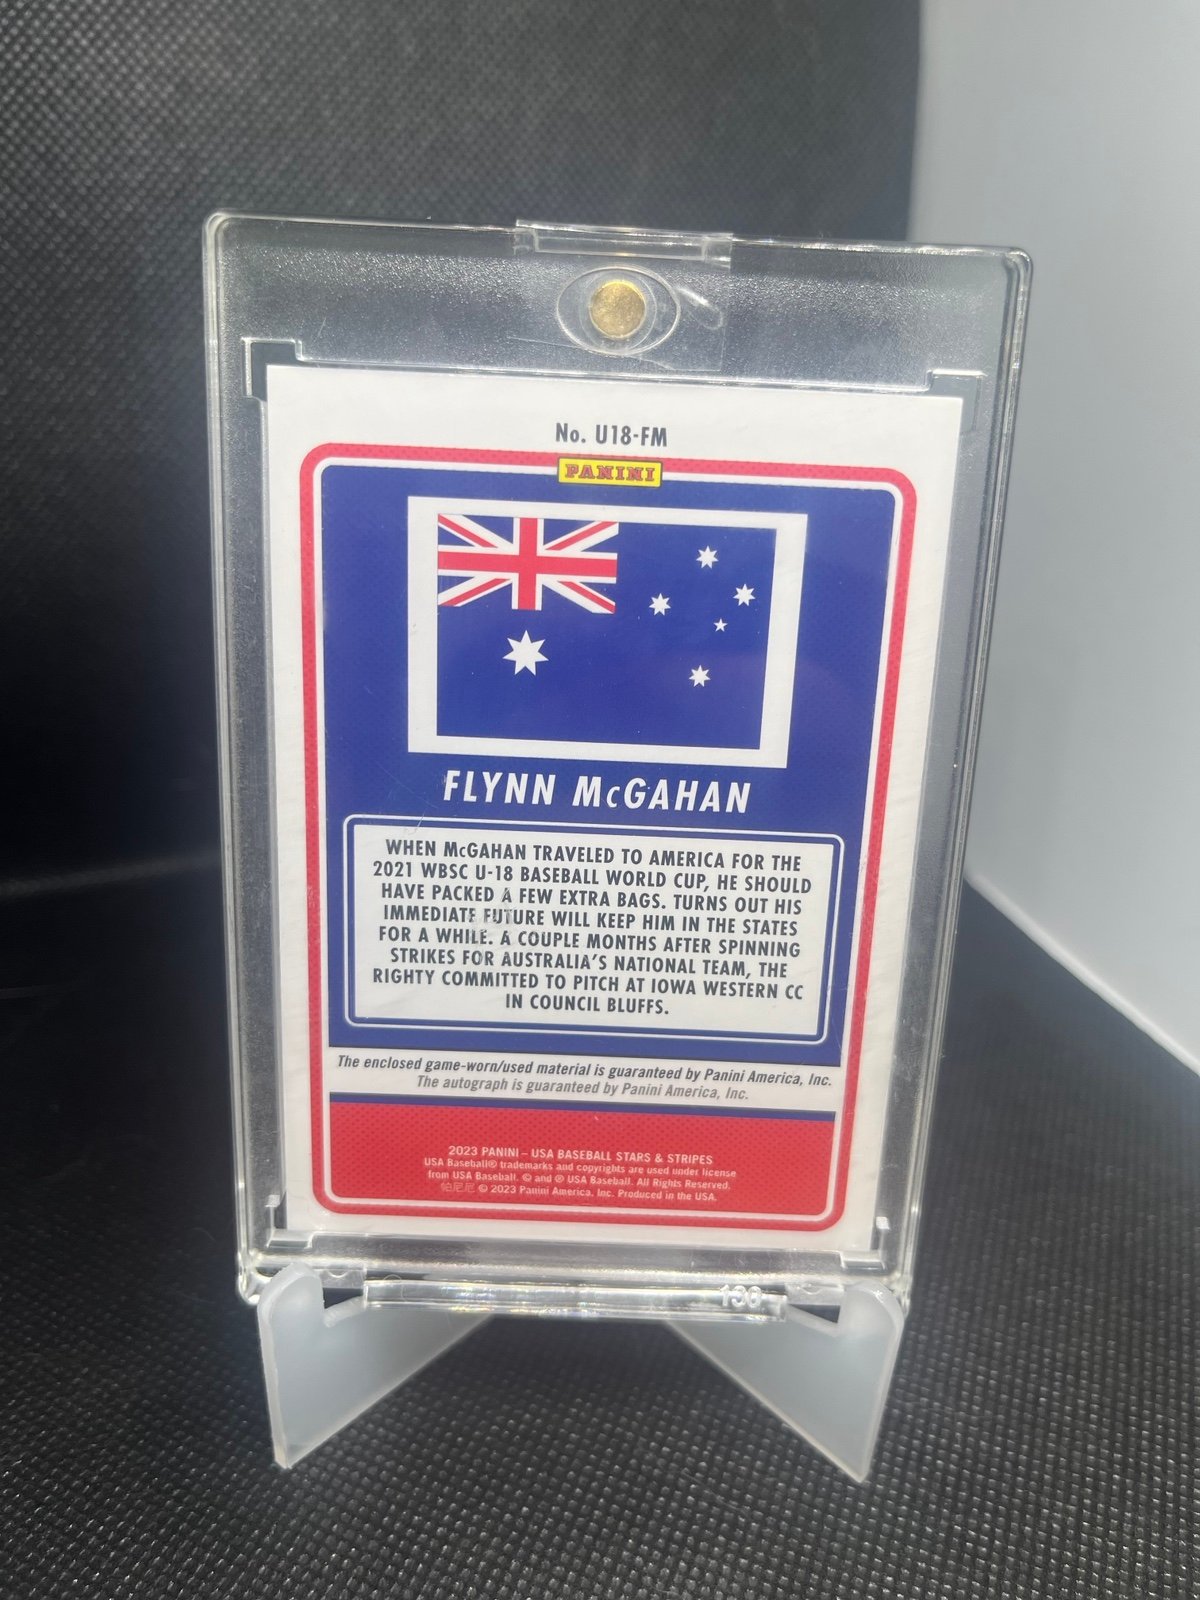 No. U18-FM
PANINI
FLYNN McGAHAN
WHEN McGAHAN TRAVELED TO AMERICA FOR THE
2021 WBSC U-18 BASEBALL WORLD CUP, HE SHOULD
HAVE PACKED A FEW EXTRA BAGS. TURNS OUT HIS
IMMEDIATE FUTURE WILL KEEP HIM IN THE STATES
FOR A WHILE. A COUPLE MONTHS AFTER SPINNING
STRIKES FOR AUSTRALIA'S NATIONAL TEAM, THE
RIGHTY COMMITTED TO PITCH AT IOWA WESTERN CC
IN COUNCIL BLUFFS.
The enclosed game-worn/used material is guaranteed by Panini America, Inc.
The autograph is guaranteed by Panini America, Inc.
2023 PANINI – USA BASEBALL STARS & STRIPES
USA Baseball® trademarks and copyrights are used under license
from USA Baseball. © and ® USA Baseball. All Rights Reserved.
帕尼尼 © 2023 Panini America, Inc. Produced in the USA.